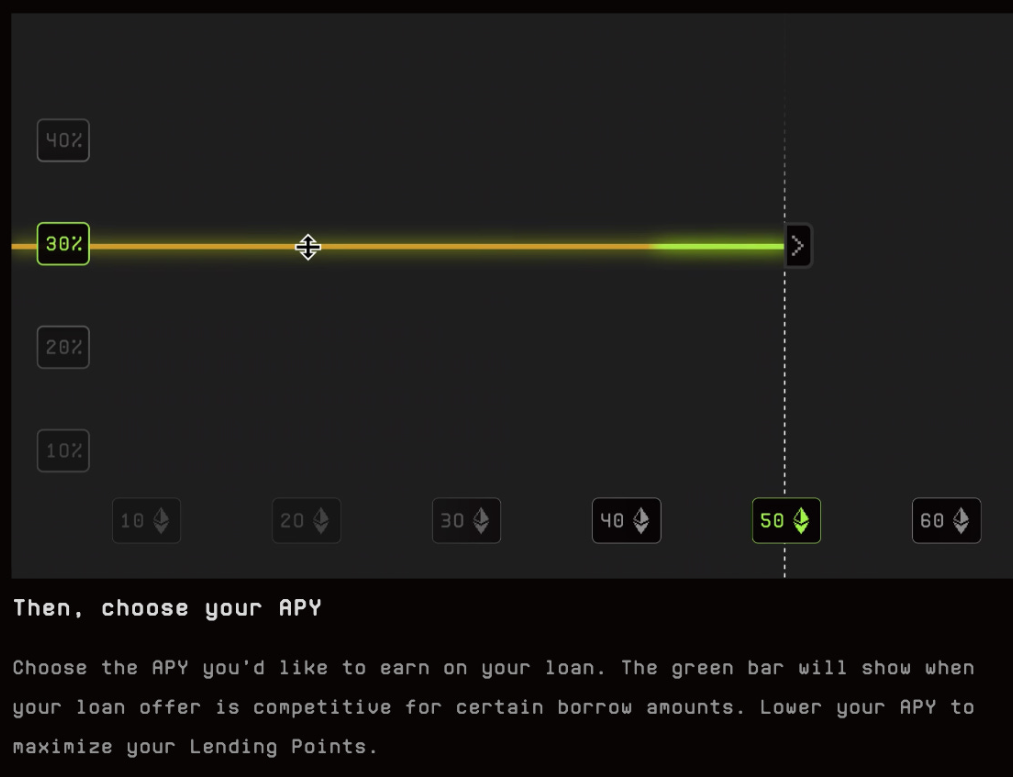 40%
30%
20%
10%
10
20
30
40
50
60
Then, choose your APY
Choose the APY you'd like to earn on your loan. The green bar will show when
your loan offer is competitive for certain borrow amounts. Lower your APY to
maximize your Lending Points.